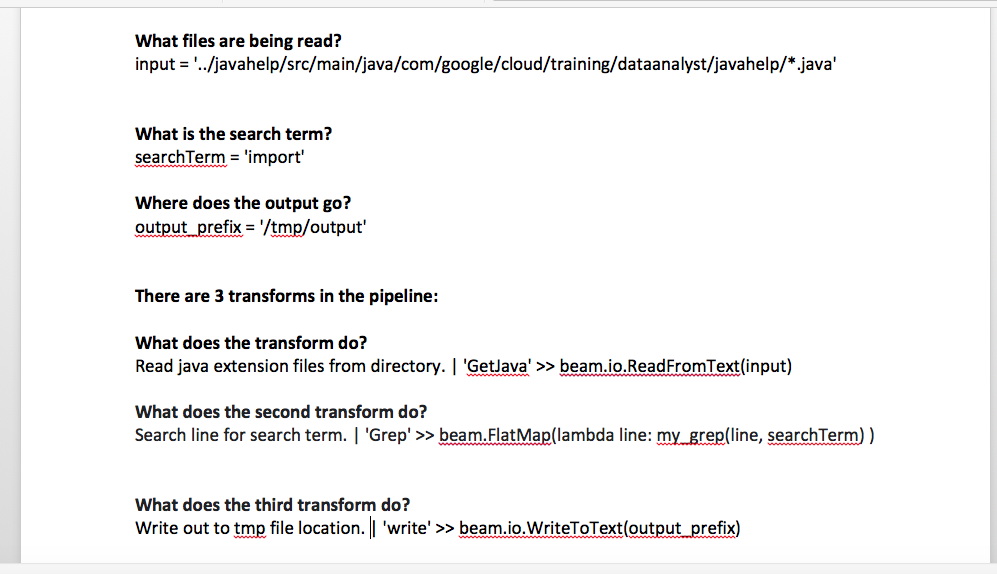 What files are being read?
input = '../javahelp/src/main/java/com/google/cloud/training/dataanalyst/javahelp/*.java'
What is the search term?
searchTerm = 'import'
Where does the output go?
output_prefix = '/tmp/output'
There are 3 transforms in the pipeline:
What does the transform do?
Read java extension files from directory. | 'GetJava' >> beam.io.ReadFromText(input)
What does the second transform do?
Search line for search term. | 'Grep' >> beam.FlatMap(lambda line: my_grep(line, searchTerm) )
What does the third transform do?
Write out to tmp file location. | 'write' >> beam.io.WriteToText(output_prefix)